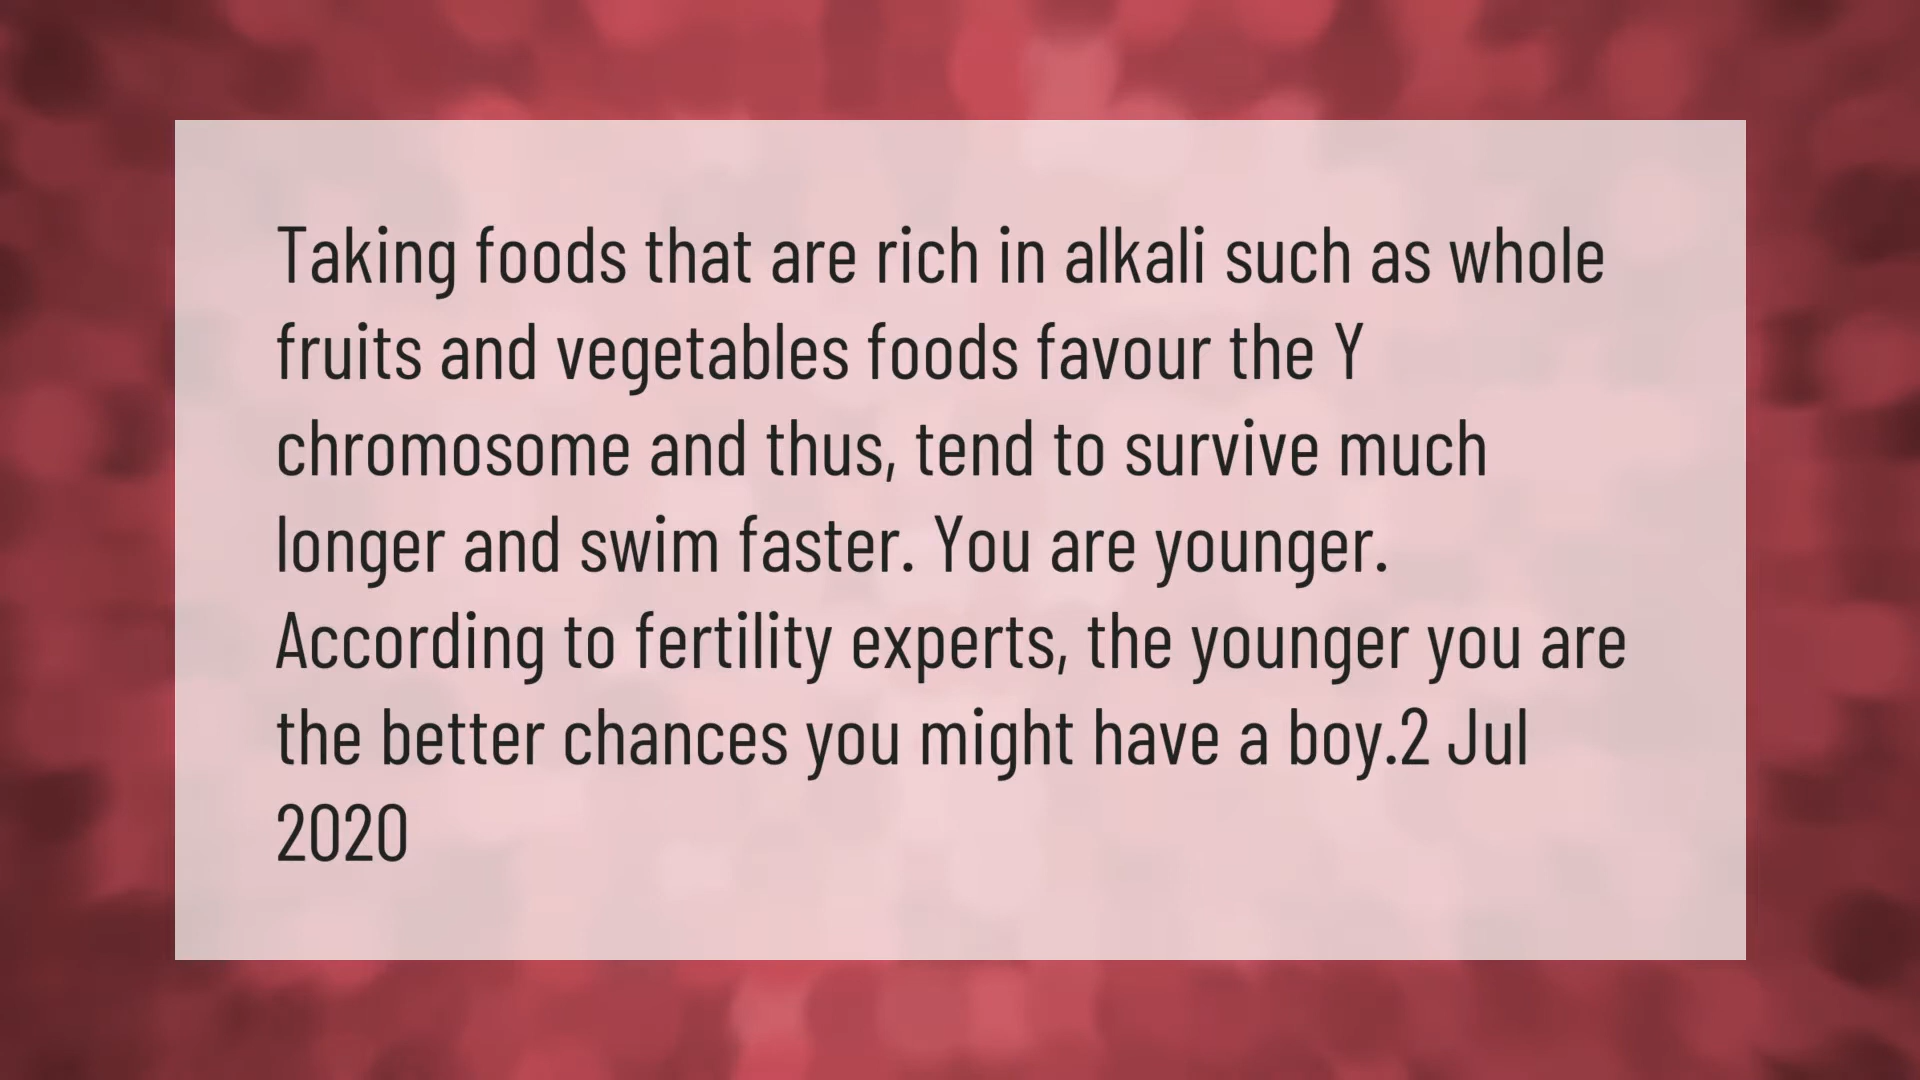 Taking foods that are rich in alkali such as whole
fruits and vegetables foods favour the Y
chromosome and thus, tend to survive much
longer and swim faster. You are younger.
According to fertility experts, the younger you are
the better chances you might have a boy.2 Jul
2020